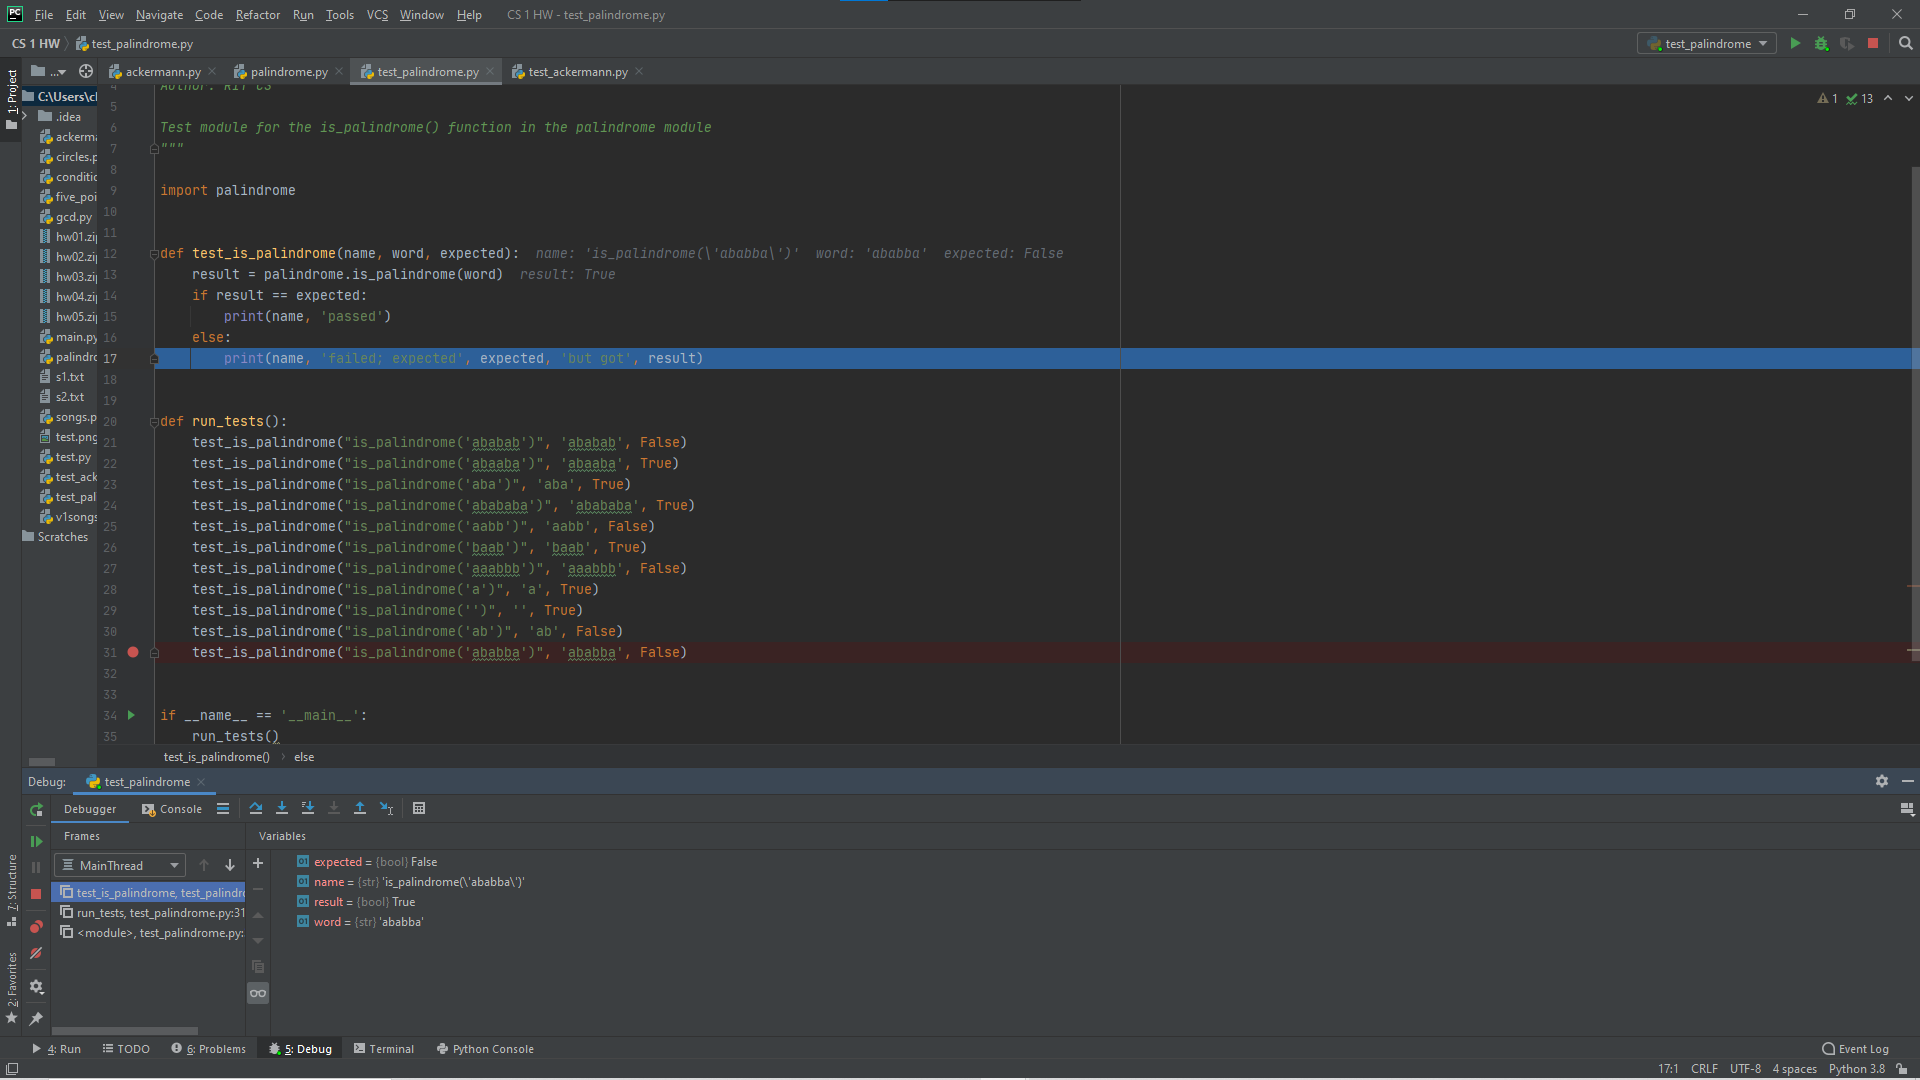 PC File Edit View Navigate Code Refactor Run Tools VCS Window Help CS 1 HW - test_palindrome.py
CS 1 HW test_palindrome.py test_palindrome
... ackermann.py palindrome.py test_palindrome.py test_ackermann.py
1: Project
C:\Users\cl
.idea
ackerma
circles.p
conditic
five_poi
gcd.py
hw01.zip
hw02.zip
hw03.zip
hw04.zip
hw05.zip
main.py
palindrc
s1.txt
s2.txt
songs.p
test.png
test.py
test_ack
test_pal
v1songs
Scratches
1 13
4 Author: RIT CS
5
6 Test module for the is_palindrome() function in the palindrome module
7 """
8
9 import palindrome
10
11
12 def test_is_palindrome(name, word, expected): name: 'is_palindrome(\'ababba\')' word: 'ababba' expected: False
13 result = palindrome.is_palindrome(word) result: True
14 if result == expected:
15 print(name, 'passed')
16 else:
17 print(name, 'failed; expected', expected, 'but got', result)
18
19
20 def run_tests():
21 test_is_palindrome("is_palindrome('ababab')", 'ababab', False)
22 test_is_palindrome("is_palindrome('abaaba')", 'abaaba', True)
23 test_is_palindrome("is_palindrome('aba')", 'aba', True)
24 test_is_palindrome("is_palindrome('abababa')", 'abababa', True)
25 test_is_palindrome("is_palindrome('aabb')", 'aabb', False)
26 test_is_palindrome("is_palindrome('baab')", 'baab', True)
27 test_is_palindrome("is_palindrome('aaabbb')", 'aaabbb', False)
28 test_is_palindrome("is_palindrome('a')", 'a', True)
29 test_is_palindrome("is_palindrome('')", '', True)
30 test_is_palindrome("is_palindrome('ab')", 'ab', False)
31 test_is_palindrome("is_palindrome('ababba')", 'ababba', False)
32
33
34 if __name__ == '__main__':
35 run_tests()
test_is_palindrome() else
Debug: test_palindrome
Debugger Console
Frames Variables
MainThread
test_is_palindrome, test_palindro
run_tests, test_palindrome.py:31
<module>, test_palindrome.py:
expected = {bool} False
name = {str} 'is_palindrome(\'ababba\')'
result = {bool} True
word = {str} 'ababba'
7: Structure
2: Favorites
4: Run TODO 6: Problems 5: Debug Terminal Python Console Event Log
17:1 CRLF UTF-8 4 spaces Python 3.8